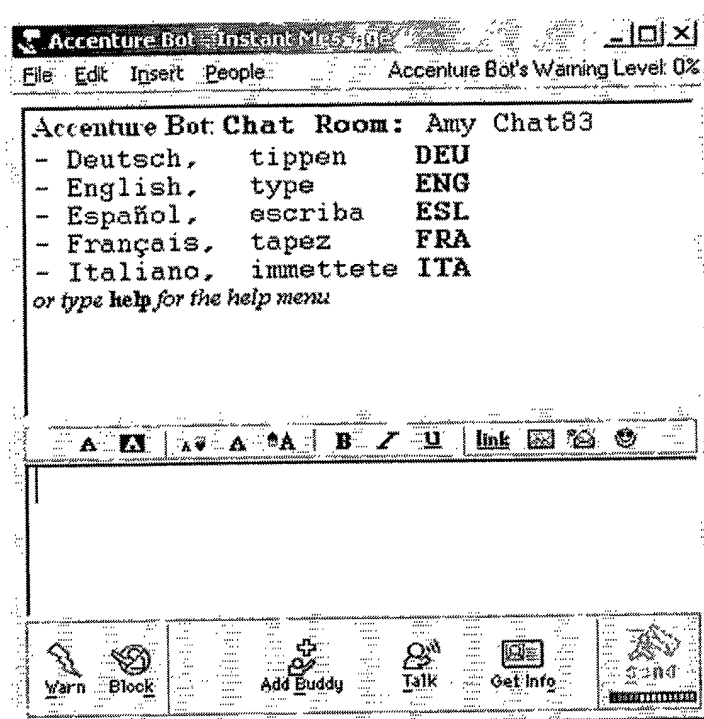 Accenture Bot - Instant Message
File Edit Insert People Accenture Bot's Warning Level: 0%
Accenture Bot: Chat Room: Amy Chat83
- Deutsch, tippen DEU
- English, type ENG
- Español, escriba ESL
- Français, tapez FRA
- Italiano, immettete ITA
or type help for the help menu
A A A A A B I U link
Warn Block Add Buddy Talk Get Info Send